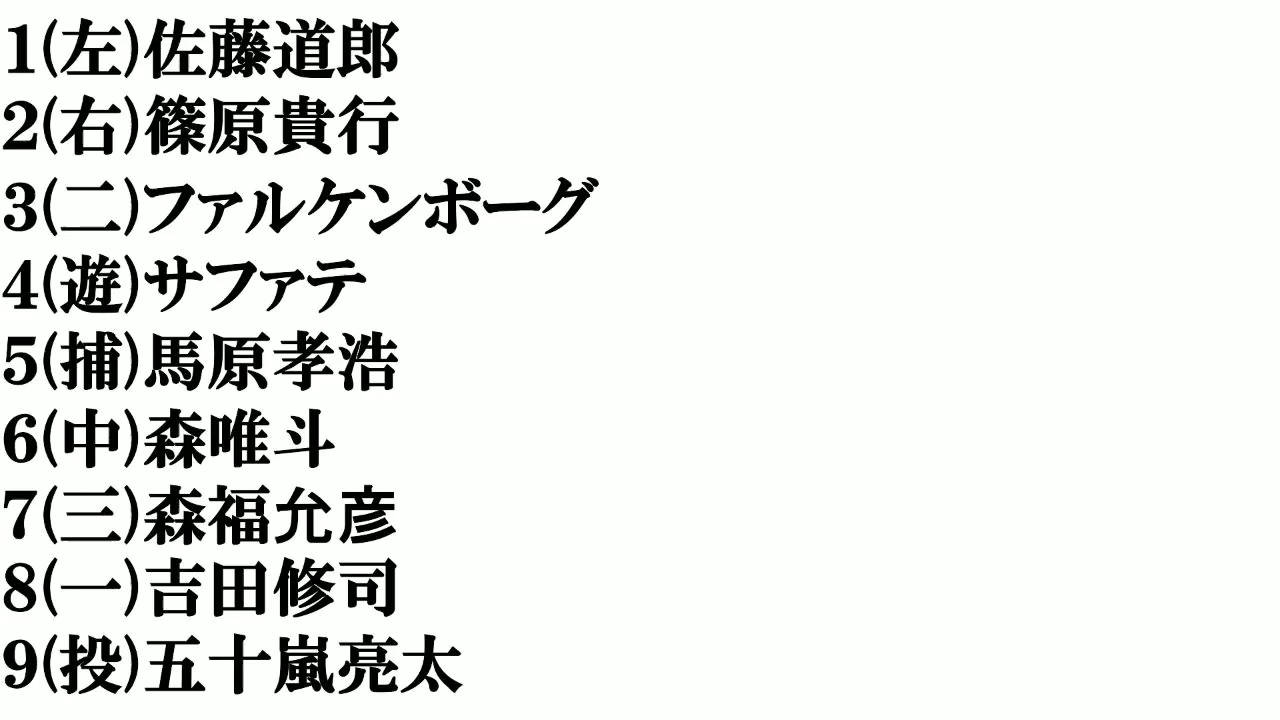 1(左)佐藤道郎
2(右)篠原貴行
3(二)ファルケンボーグ
4(遊)サファテ
5(捕)馬原孝浩
6(中)森唯斗
7(三)森福允彦
8(一)吉田修司
9(投)五十嵐亮太